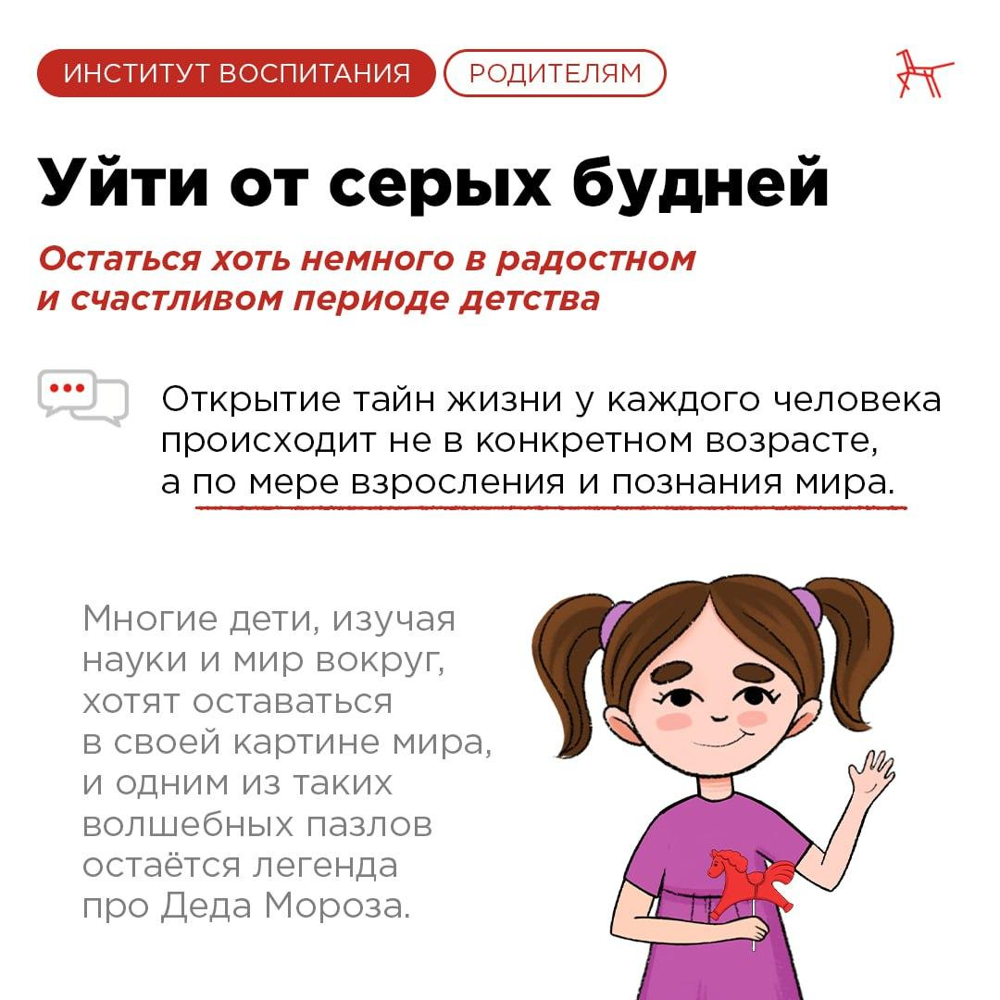 ИНСТИТУТ ВОСПИТАНИЯ
РОДИТЕЛЯМ
Уйти от серых будней
Остаться хоть немного в радостном
и счастливом периоде детства
Открытие тайн жизни у каждого человека
происходит не в конкретном возрасте,
а по мере взросления и познания мира.
Многие дети, изучая
науки и мир вокруг,
хотят оставаться
в своей картине мира,
и одним из таких
волшебных пазлов
остаётся легенда
про Деда Мороза.